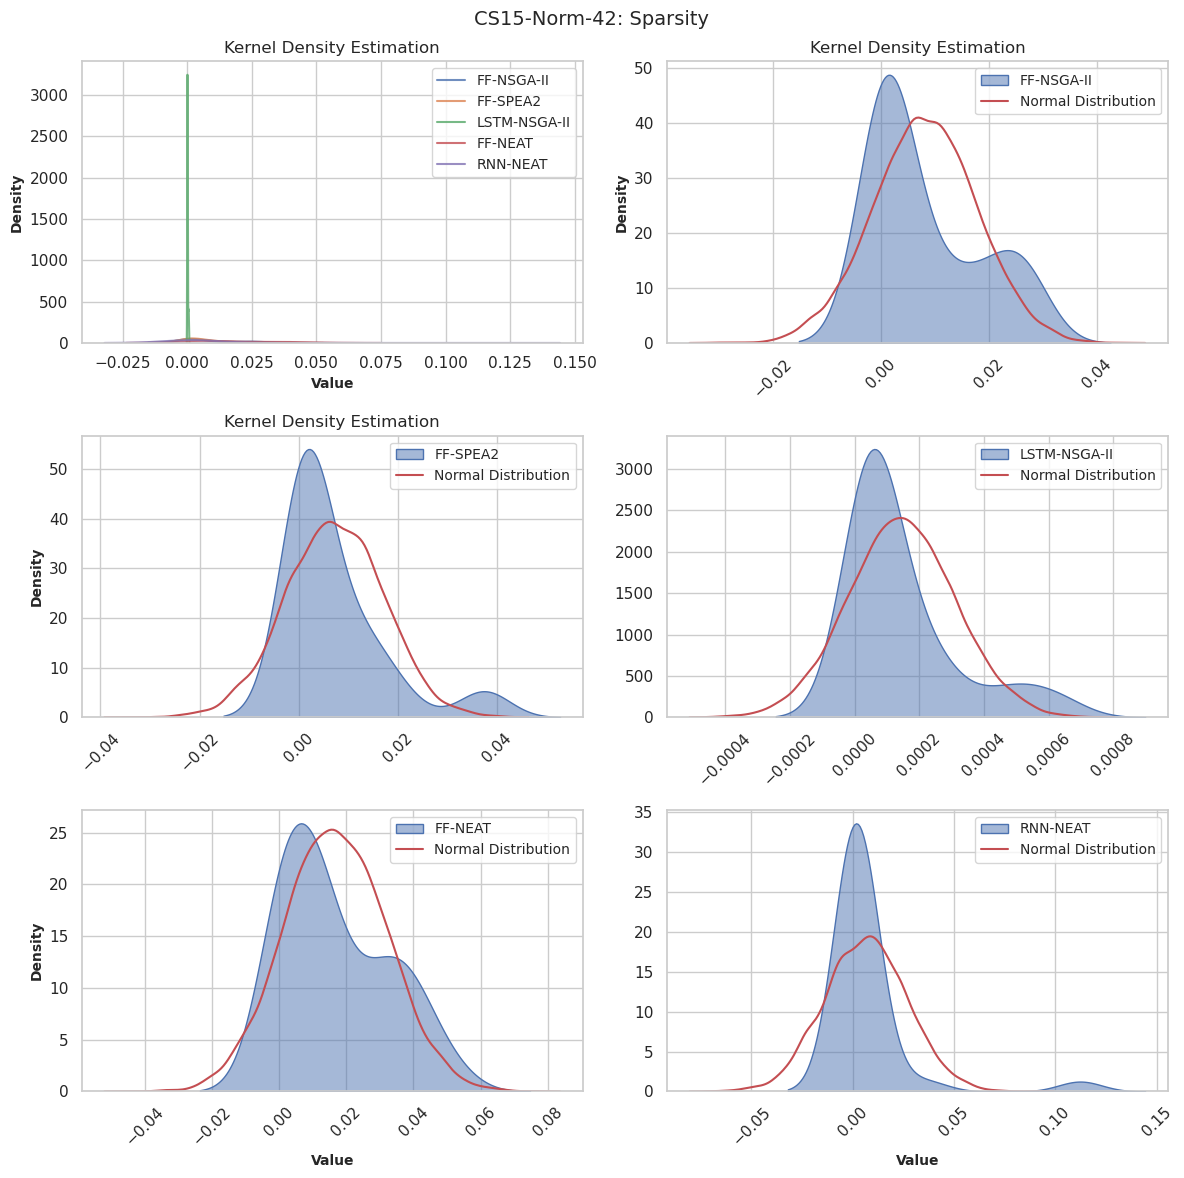 CS15-Norm-42: Sparsity
Kernel Density Estimation
Density
3000
2500
2000
1500
1000
500
0
FF-NSGA-II
FF-SPEA2
LSTM-NSGA-II
FF-NEAT
RNN-NEAT
−0.025 0.000 0.025 0.050 0.075 0.100 0.125 0.150
Value
Kernel Density Estimation
Density
50
40
30
20
10
0
FF-NSGA-II
Normal Distribution
−0.02 0.00 0.02 0.04
Kernel Density Estimation
Density
50
40
30
20
10
0
FF-SPEA2
Normal Distribution
−0.04 −0.02 0.00 0.02 0.04
3000
2500
2000
1500
1000
500
0
LSTM-NSGA-II
Normal Distribution
−0.0004 −0.0002 0.0000 0.0002 0.0004 0.0006 0.0008
Density
25
20
15
10
5
0
FF-NEAT
Normal Distribution
−0.04 −0.02 0.00 0.02 0.04 0.06 0.08
Value
35
30
25
20
15
10
5
0
RNN-NEAT
Normal Distribution
−0.05 0.00 0.05 0.10 0.15
Value